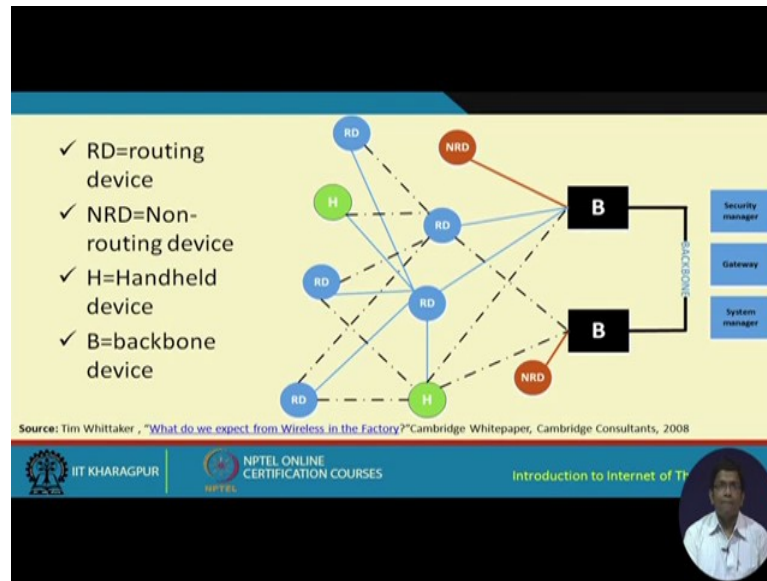 ✓ RD=routing
device
✓ NRD=Non-
routing device
✓ H=Handheld
device
✓ B=backbone
device
RD
NRD
H
RD
RD
RD
RD
H
NRD
B
B
BACKBONE
Security
manager
Gateway
System
manager
Source: Tim Whittaker , "What do we expect from Wireless in the Factory?"Cambridge Whitepaper, Cambridge Consultants, 2008
IIT KHARAGPUR
NPTEL
NPTEL ONLINE
CERTIFICATION COURSES
Introduction to Internet of Th